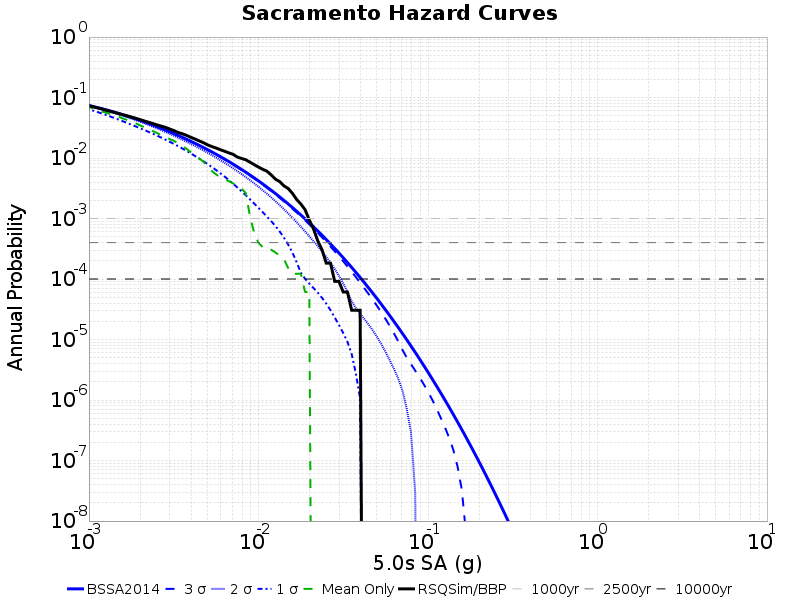 Sacramento Hazard Curves
10^0
10^-1
10^-2
10^-3
10^-4
10^-5
10^-6
10^-7
10^-8
Annual Probability
10^-3 10^-2 10^-1 10^0 10^1
5.0s SA (g)
BSSA2014 3 σ 2 σ 1 σ Mean Only RSQSim/BBP 1000yr 2500yr 10000yr